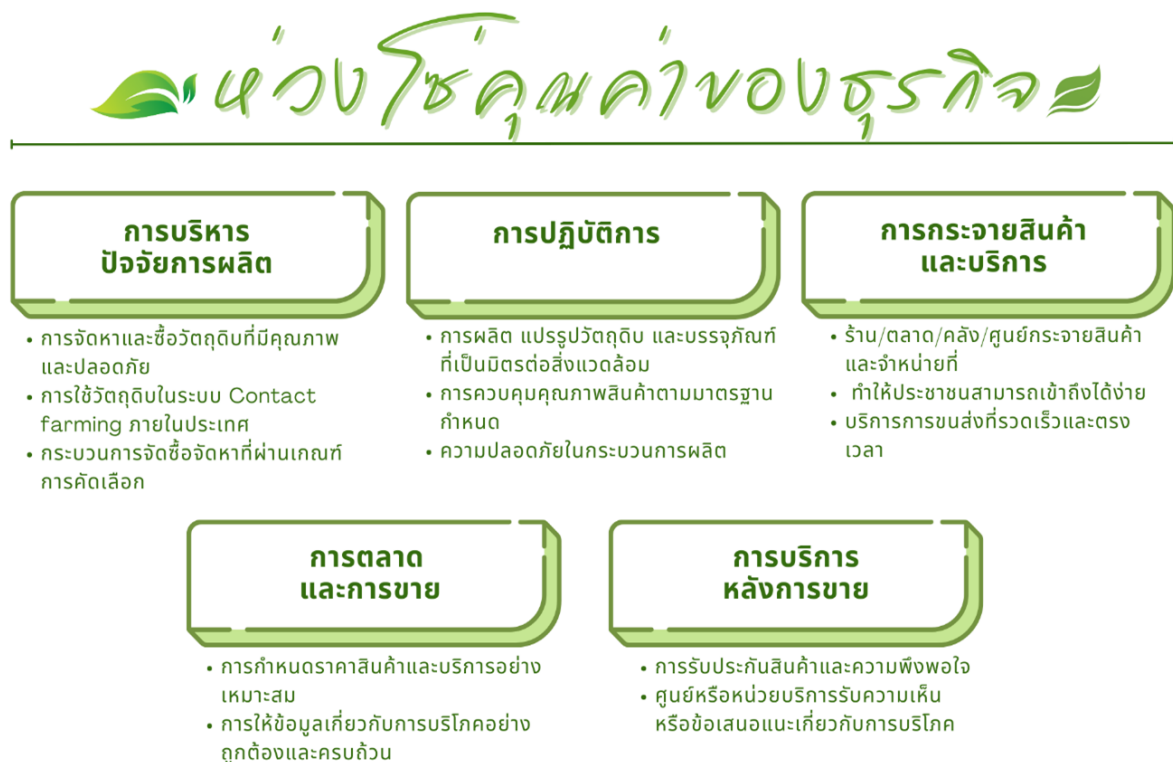 ห่วงโซ่คุณค่าของธุรกิจ
การบริหาร
ปัจจัยการผลิต
• การจัดหาและซื้อวัตถุดิบที่มีคุณภาพ
และปลอดภัย
• การใช้วัตถุดิบในระบบ Contact
farming ภายในประเทศ
• กระบวนการจัดซื้อจัดหาที่ผ่านเกณฑ์
การคัดเลือก
การปฏิบัติการ
• การผลิต แปรรูปวัตถุดิบ และบรรจุภัณฑ์
ที่เป็นมิตรต่อสิ่งแวดล้อม
• การควบคุมคุณภาพสินค้าตามมาตรฐาน
กำหนด
• ความปลอดภัยในกระบวนการผลิต
การกระจายสินค้า
และบริการ
• ร้าน/ตลาด/คลัง/ศูนย์กระจายสินค้า
และจำหน่ายที่
• ทำให้ประชาชนสามารถเข้าถึงได้ง่าย
• บริการการขนส่งที่รวดเร็วและตรง
เวลา
การตลาด
และการขาย
• การกำหนดราคาสินค้าและบริการอย่าง
เหมาะสม
• การให้ข้อมูลเกี่ยวกับการบริโภคอย่าง
ถูกต้องและครบถ้วน
การบริการ
หลังการขาย
• การรับประกันสินค้าและความพึงพอใจ
• ศูนย์หรือหน่วยบริการรับความเห็น
หรือข้อเสนอแนะเกี่ยวกับการบริโภค